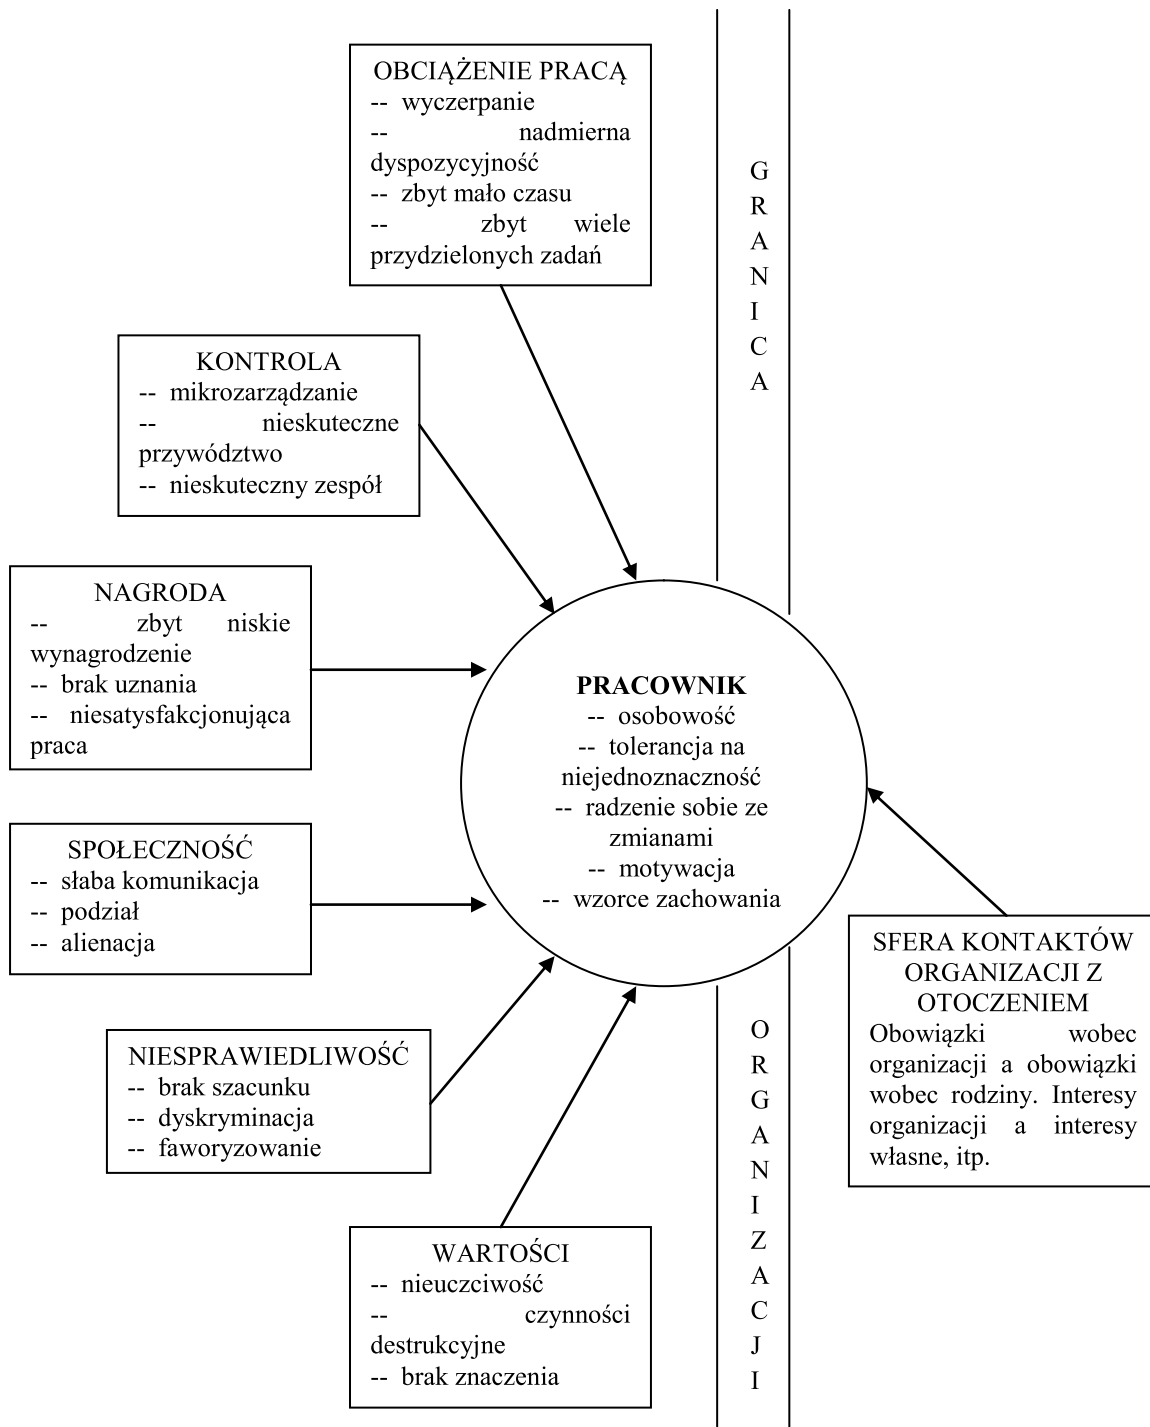 OBCIĄŻENIE PRACĄ
-- wyczerpanie
-- nadmierna
dyspozycyjność
-- zbyt mało czasu
-- zbyt wiele
przydzielonych zadań
G
R
A
N
I
C
A
KONTROLA
-- mikrozarządzanie
-- nieskuteczne
przywództwo
-- nieskuteczny zespół
NAGRODA
-- zbyt niskie
wynagrodzenie
-- brak uznania
-- niesatysfakcjonująca
praca
PRACOWNIK
-- osobowość
-- tolerancja na
niejednoznaczność
-- radzenie sobie ze
zmianami
-- motywacja
-- wzorce zachowania
SPOŁECZNOŚĆ
-- słaba komunikacja
-- podział
-- alienacja
SFERA KONTAKTÓW
ORGANIZACJI Z
OTOCZENIEM
Obowiązki wobec
organizacji a obowiązki
wobec rodziny. Interesy
organizacji a interesy
własne, itp.
NIESPRAWIEDLIWOŚĆ
-- brak szacunku
-- dyskryminacja
-- faworyzowanie
O
R
G
A
N
I
Z
A
C
J
I
WARTOŚCI
-- nieuczciwość
-- czynności
destrukcyjne
-- brak znaczenia